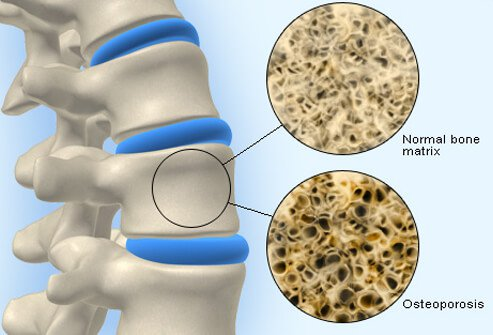 Normal bone
matrix
Osteoporosis